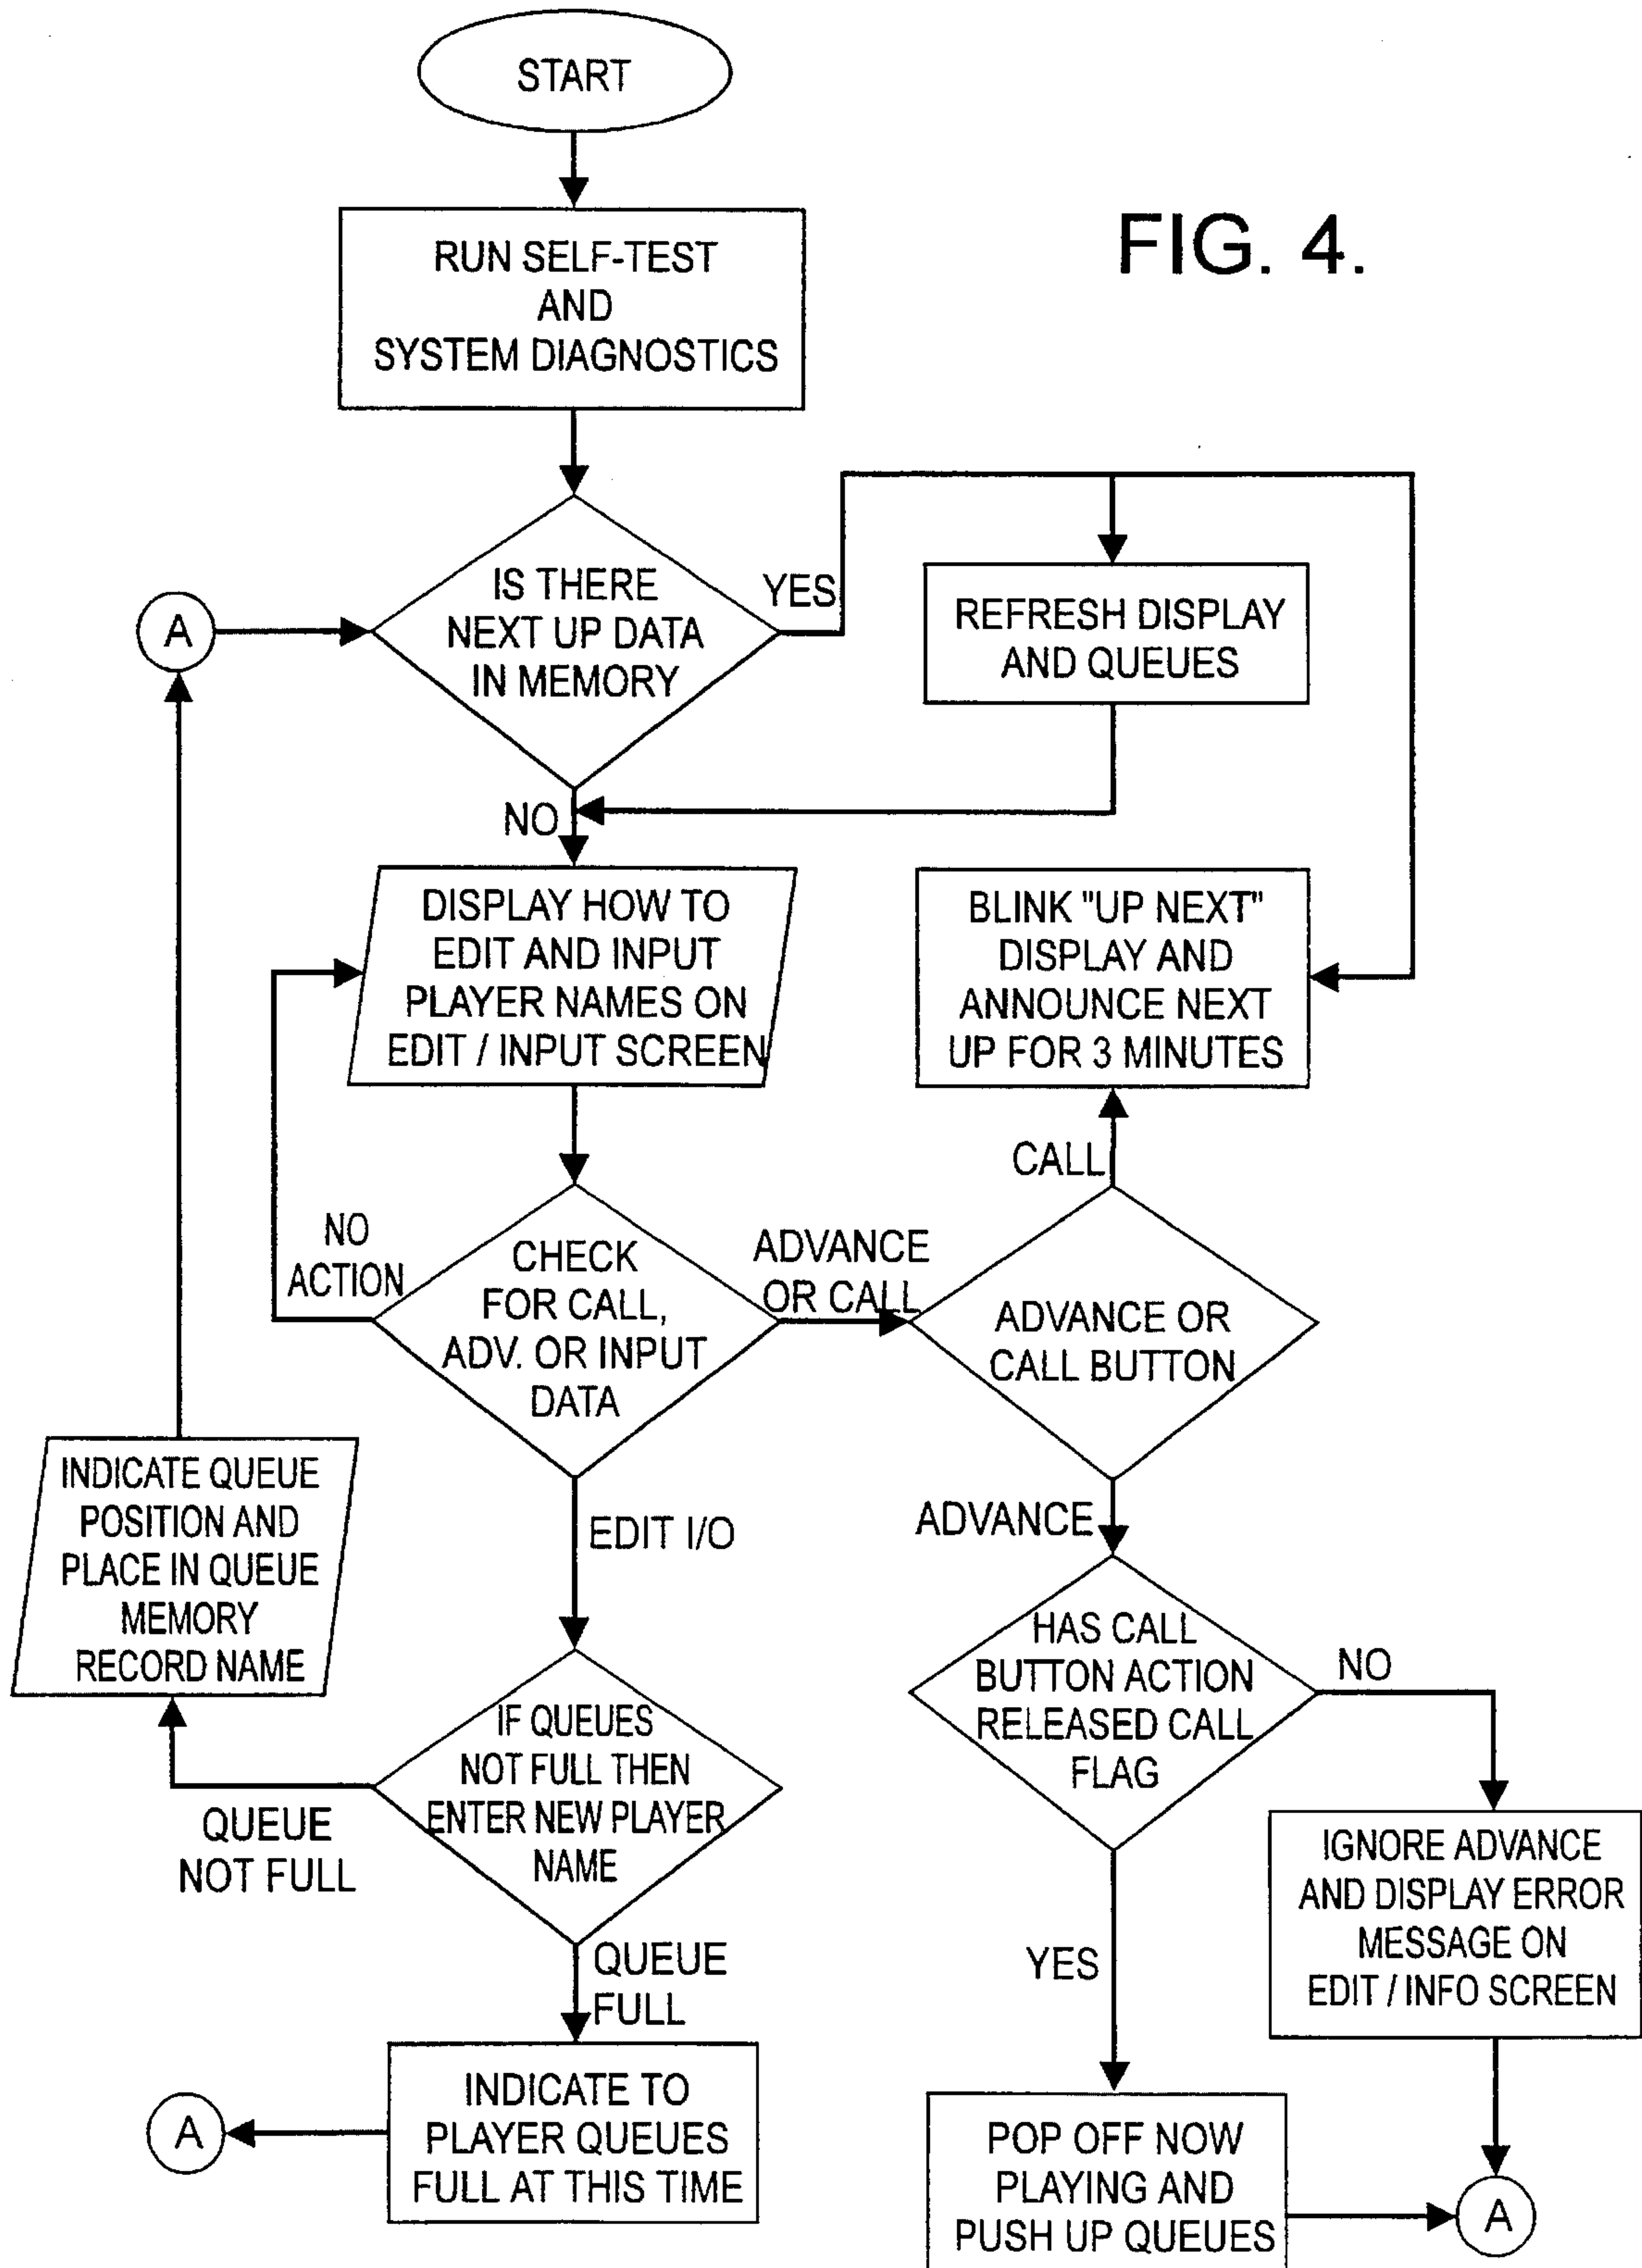 START
FIG. 4.
RUN SELF-TEST
AND
SYSTEM DIAGNOSTICS
IS THERE
NEXT UP DATA
IN MEMORY
YES
REFRESH DISPLAY
AND QUEUES
A
NO
DISPLAY HOW TO
EDIT AND INPUT
PLAYER NAMES ON
EDIT / INPUT SCREEN
BLINK "UP NEXT"
DISPLAY AND
ANNOUNCE NEXT
UP FOR 3 MINUTES
CALL
NO
ACTION
CHECK
FOR CALL,
ADV. OR INPUT
DATA
ADVANCE
OR CALL
ADVANCE OR
CALL BUTTON
INDICATE QUEUE
POSITION AND
PLACE IN QUEUE
MEMORY
RECORD NAME
EDIT I/O
ADVANCE
HAS CALL
BUTTON ACTION
RELEASED CALL
FLAG
NO
IF QUEUES
NOT FULL THEN
ENTER NEW PLAYER
NAME
QUEUE
NOT FULL
IGNORE ADVANCE
AND DISPLAY ERROR
MESSAGE ON
EDIT / INFO SCREEN
QUEUE
FULL
YES
INDICATE TO
PLAYER QUEUES
FULL AT THIS TIME
A
POP OFF NOW
PLAYING AND
PUSH UP QUEUES
A